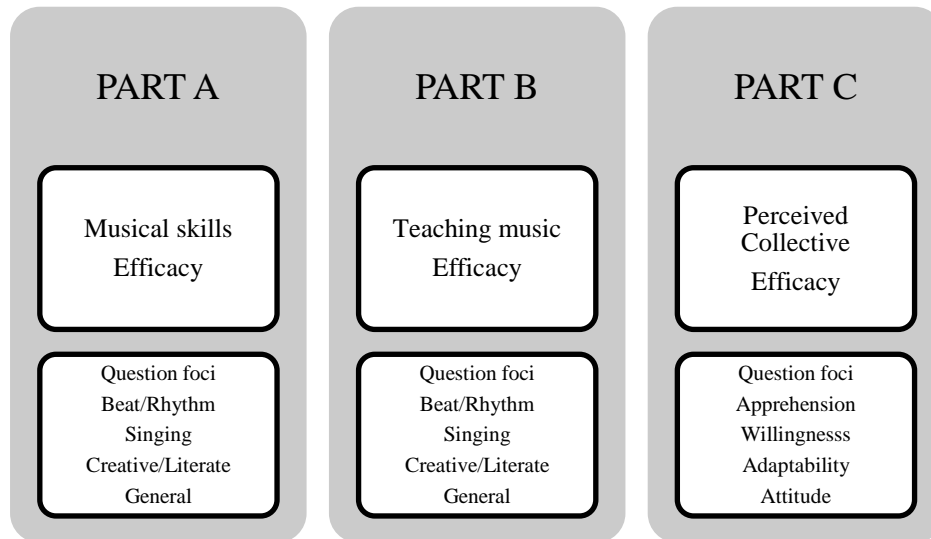 PART A
Musical skills
Efficacy
Question foci
Beat/Rhythm
Singing
Creative/Literate
General
PART B
Teaching music
Efficacy
Question foci
Beat/Rhythm
Singing
Creative/Literate
General
PART C
Perceived
Collective
Efficacy
Question foci
Apprehension
Willingnesss
Adaptability
Attitude